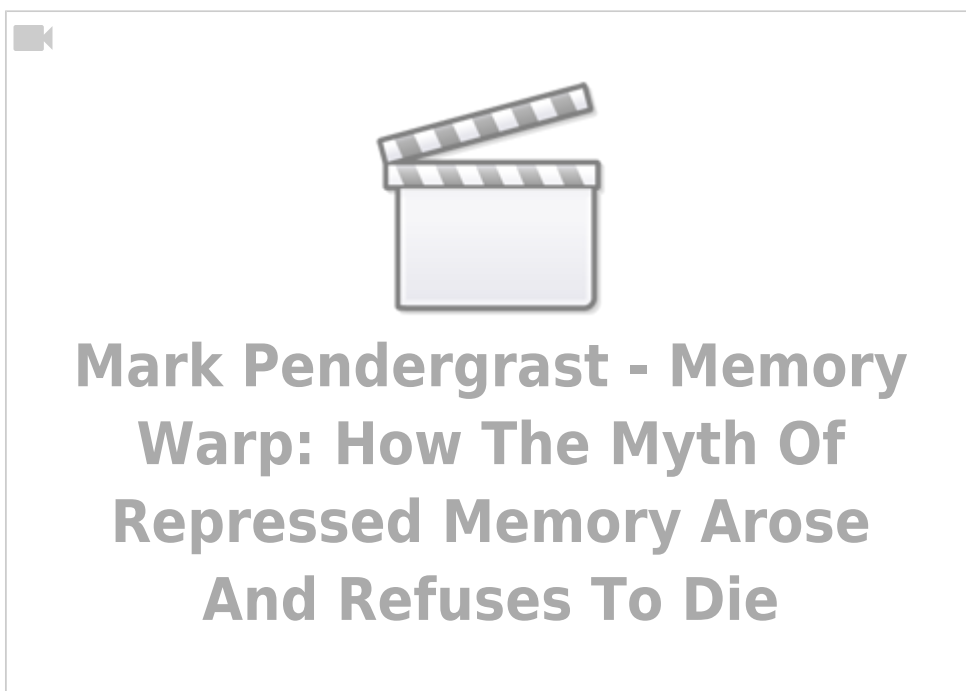 Mark Pendergrast - Memory
Warp: How The Myth Of
Repressed Memory Arose
And Refuses To Die